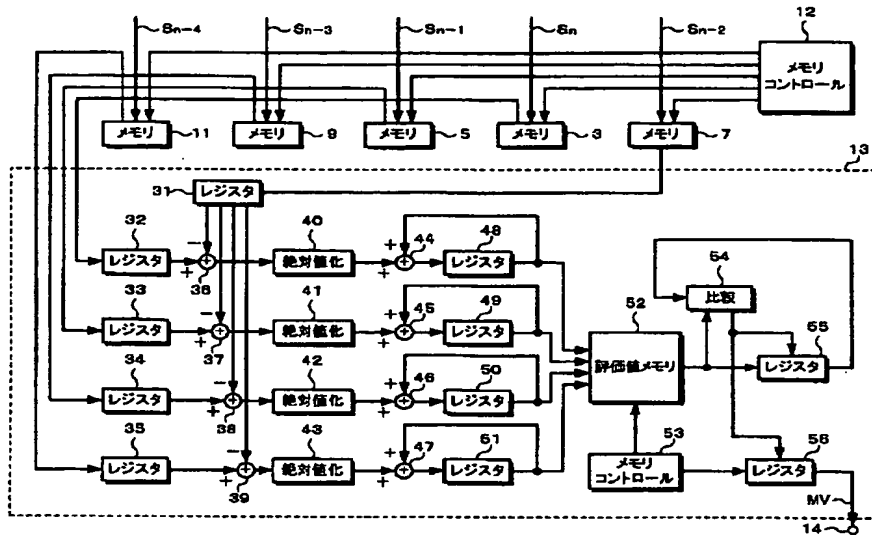 Sn-4 Sn-3 Sn-1 Sn Sn-2 12
メモリ
コントロール
メモリ 11 メモリ 9 メモリ 5 メモリ 3 メモリ 7
13
31 レジスタ
32 40 44 48
レジスタ − + 36 絶対値化 + + レジスタ
54
比較
33 41 45 49 52
レジスタ − + 37 絶対値化 + + レジスタ
評価値メモリ
55
レジスタ
34 42 46 50
レジスタ − + 38 絶対値化 + + レジスタ
35 43 47 51 53 56
レジスタ − + 39 絶対値化 + + レジスタ
メモリ
コントロール
レジスタ
MV
14